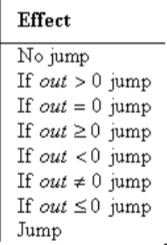 Effect
No jump
If out > 0 jump
If out = 0 jump
If out ≥ 0 jump
If out < 0 jump
If out ≠ 0 jump
If out ≤ 0 jump
Jump